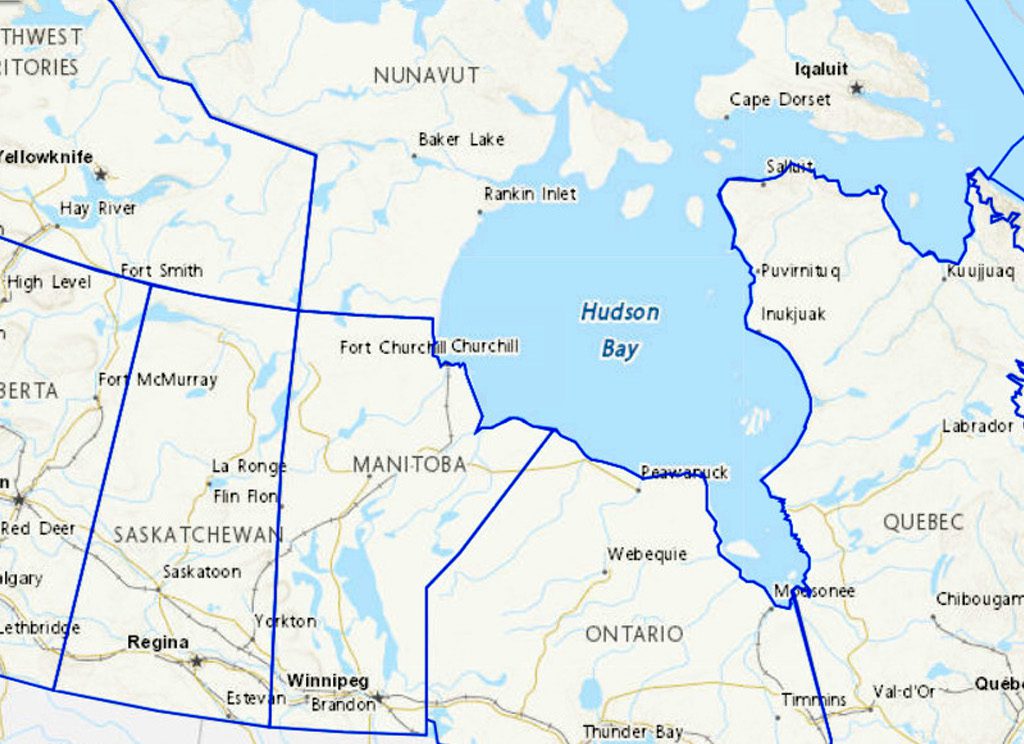 THWEST
RITORIES
NUNAVUT
Iqaluit
Cape Dorset
Baker Lake
Yellowknife
Salluit
Rankin Inlet
Hay River
Fort Smith
Puvirnituq
Kuujjuaq
High Level
Hudson
Bay
Inukjuak
Fort Churchill
Churchill
Fort McMurray
BERTA
Labrador
La Ronge
MANITOBA
Peawanuck
Flin Flon
n
Red Deer
SASKATCHEWAN
QUEBEC
Webequie
algary
Saskatoon
Moosonee
Chibougam
Lethbridge
Yorkton
ONTARIO
Regina
Winnipeg
Estevan
Brandon
Timmins
Val-d'Or
Québe
Thunder Bay